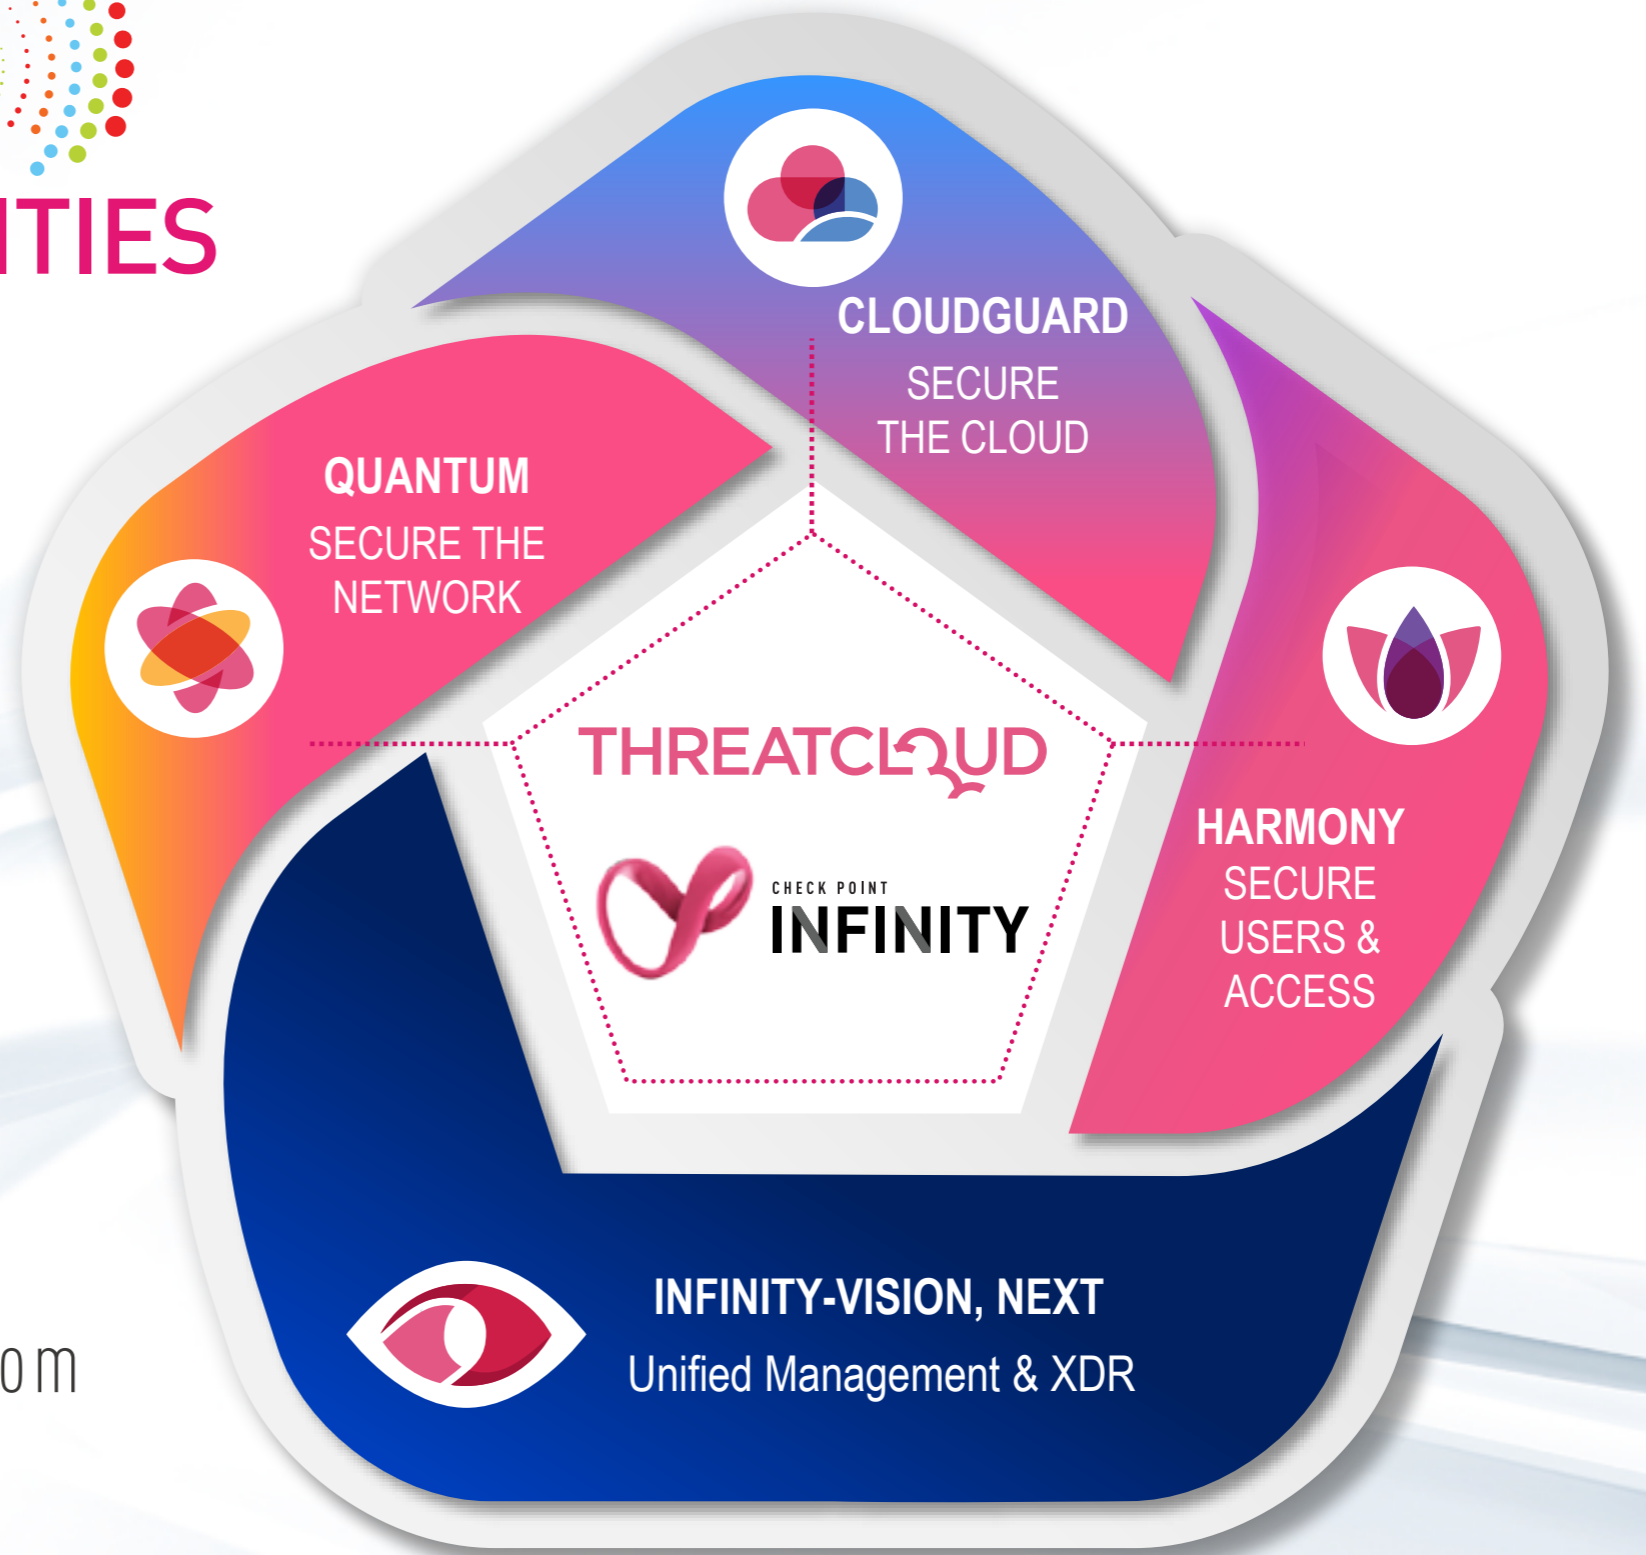 ITIES
CLOUDGUARD
SECURE
THE CLOUD
QUANTUM
SECURE THE
NETWORK
THREATCLOUD
CHECK POINT
INFINITY
HARMONY
SECURE
USERS &
ACCESS
INFINITY-VISION, NEXT
Unified Management & XDR
om